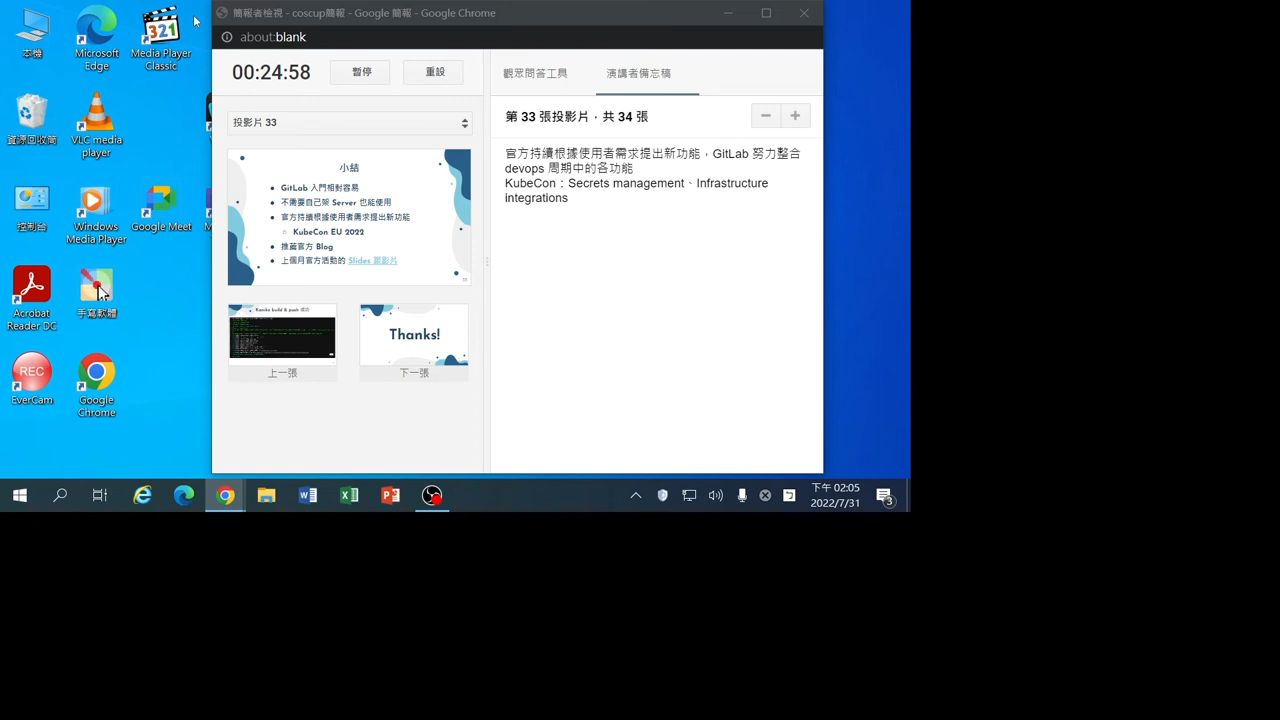 本機
Microsoft Edge
Media Player Classic
資源回收筒
VLC media player
控制台
Windows Media Player
Google Meet
Acrobat Reader DC
手寫軟體
REC
EverCam
Google Chrome
簡報者檢視 - coscup簡報 - Google 簡報 - Google Chrome
about:blank
00:24:58
暫停
重設
投影片 33
小結
GitLab 入門相對容易
不需要自己架 Server 也能使用
官方持續根據使用者需求提出新功能
KubeCon EU 2022
推薦官方 Blog
上個月官方活動的 Slides 跟影片
33
Kaniko build & push 成功
上一張
Thanks!
下一張
觀眾問答工具
演講者備忘稿
第 33 張投影片，共 34 張
官方持續根據使用者需求提出新功能，GitLab 努力整合
devops 周期中的各功能
KubeCon：Secrets management、Infrastructure
integrations
下午 02:05
2022/7/31
3